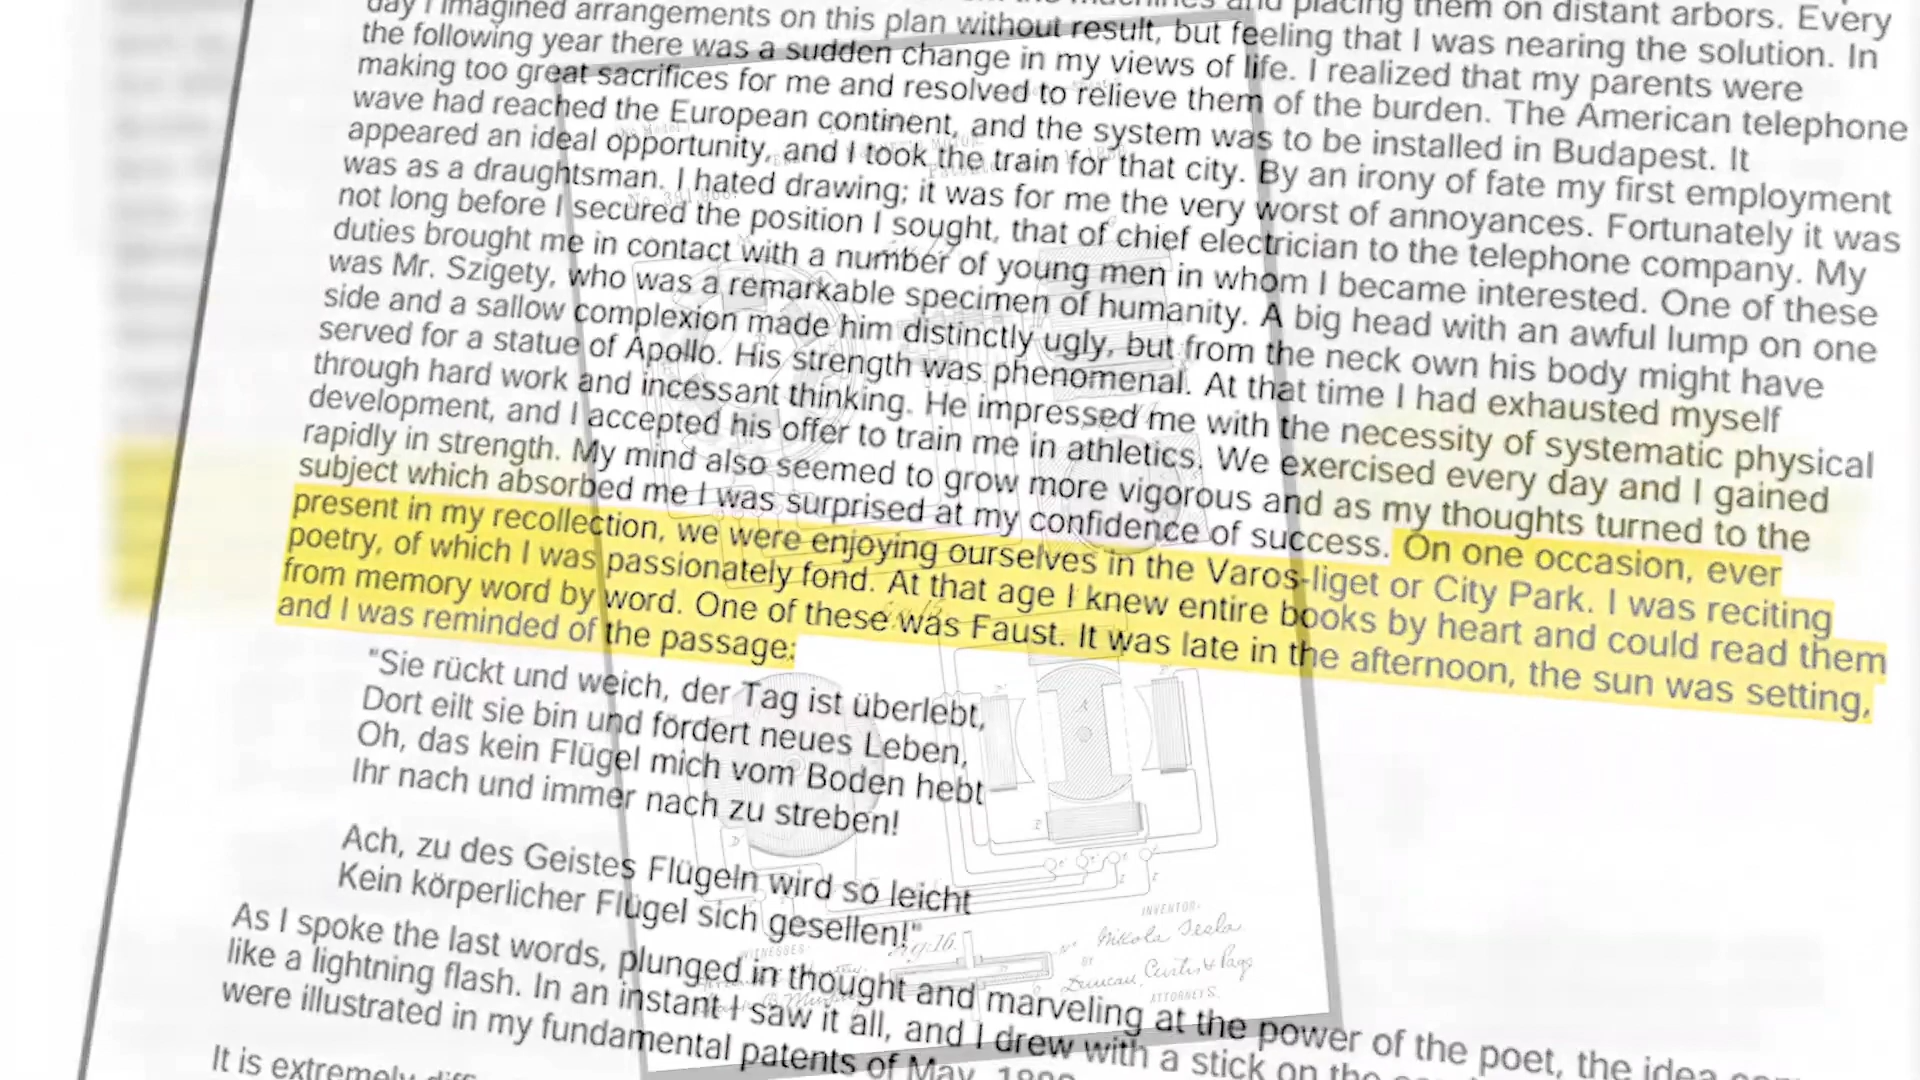 day I imagined arrangements on this plan without result, but feeling that I was nearing the solution. In
the following year there was a sudden change in my views of life. I realized that my parents were
making too great sacrifices for me and resolved to relieve them of the burden. The American telephone
wave had reached the European continent, and the system was to be installed in Budapest. It
appeared an ideal opportunity, and I took the train for that city. By an irony of fate my first employment
was as a draughtsman. I hated drawing; it was for me the very worst of annoyances. Fortunately it was
not long before I secured the position I sought, that of chief electrician to the telephone company. My
duties brought me in contact with a number of young men in whom I became interested. One of these
was Mr. Szigety, who was a remarkable specimen of humanity. A big head with an awful lump on one
side and a sallow complexion made him distinctly ugly, but from the neck own his body might have
served for a statue of Apollo. His strength was phenomenal. At that time I had exhausted myself
through hard work and incessant thinking. He impressed me with the necessity of systematic physical
development, and I accepted his offer to train me in athletics. We exercised every day and I gained
rapidly in strength. My mind also seemed to grow more vigorous and as my thoughts turned to the
subject which absorbed me I was surprised at my confidence of success. On one occasion, ever
present in my recollection, we were enjoying ourselves in the Varos-liget or City Park. I was reciting
poetry, of which I was passionately fond. At that age I knew entire books by heart and could read them
from memory word by word. One of these was Faust. It was late in the afternoon, the sun was setting,
and I was reminded of the passage:
"Sie rückt und weich, der Tag ist überlebt,
Dort eilt sie bin und fördert neues Leben,
Oh, das kein Flügel mich vom Boden hebt
Ihr nach und immer nach zu streben!
Ach, zu des Geistes Flügeln wird so leicht
Kein körperlicher Flügel sich gesellen!"
As I spoke the last words, plunged in thought and marveling at the power of the poet, the idea
like a lightning flash. In an instant I saw it all, and I drew with a stick on the
were illustrated in my fundamental patents of May,
It is extremely
WITNESSES:
Fig. 16.
INVENTOR:
Nikola Tesla
BY
Duncan, Curtis & Page
ATTORNEYS.